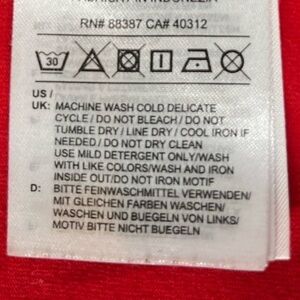 RN# 88387 CA# 40312
30
US /
UK: MACHINE WASH COLD DELICATE
CYCLE / DO NOT BLEACH / DO NOT
TUMBLE DRY / LINE DRY / COOL IRON IF
NEEDED / DO NOT DRY CLEAN
USE MILD DETERGENT ONLY/WASH
WITH LIKE COLORS/WASH AND IRON
INSIDE OUT/DO NOT IRON MOTIF
D: BITTE FEINWASCHMITTEL VERWENDEN/
MIT GLEICHEN FARBEN WASCHEN/
WASCHEN UND BUEGELN VON LINKS/
MOTIV BITTE NICHT BUEGELN